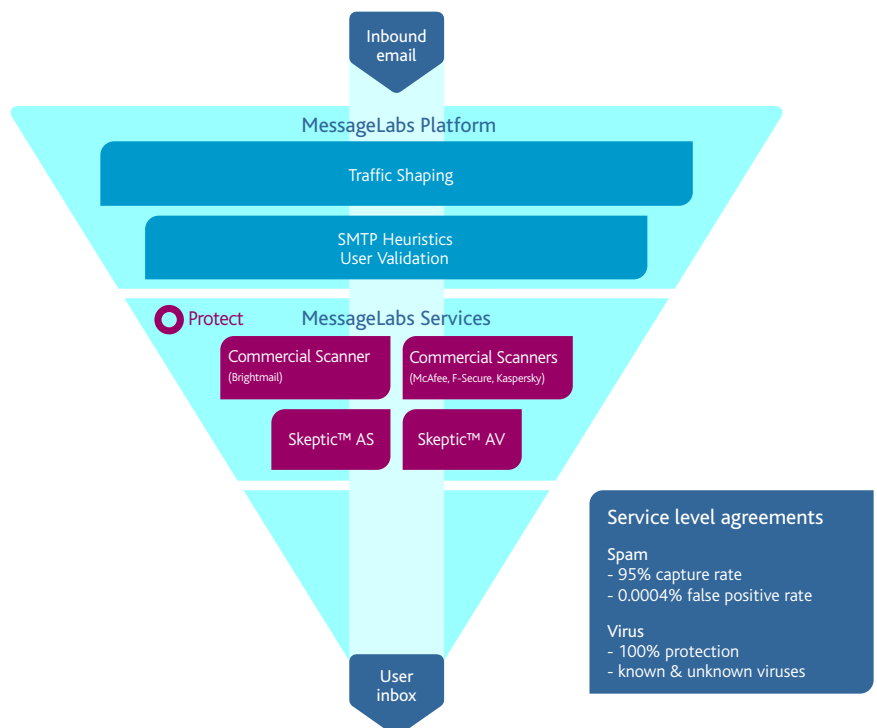 Inbound
email
MessageLabs Platform
Traffic Shaping
SMTP Heuristics
User Validation
Protect
MessageLabs Services
Commercial Scanner
(Brightmail)
Commercial Scanners
(McAfee, F-Secure, Kaspersky)
Skeptic™ AS
Skeptic™ AV
Service level agreements
Spam
- 95% capture rate
- 0.0004% false positive rate
Virus
- 100% protection
- known & unknown viruses
User
inbox